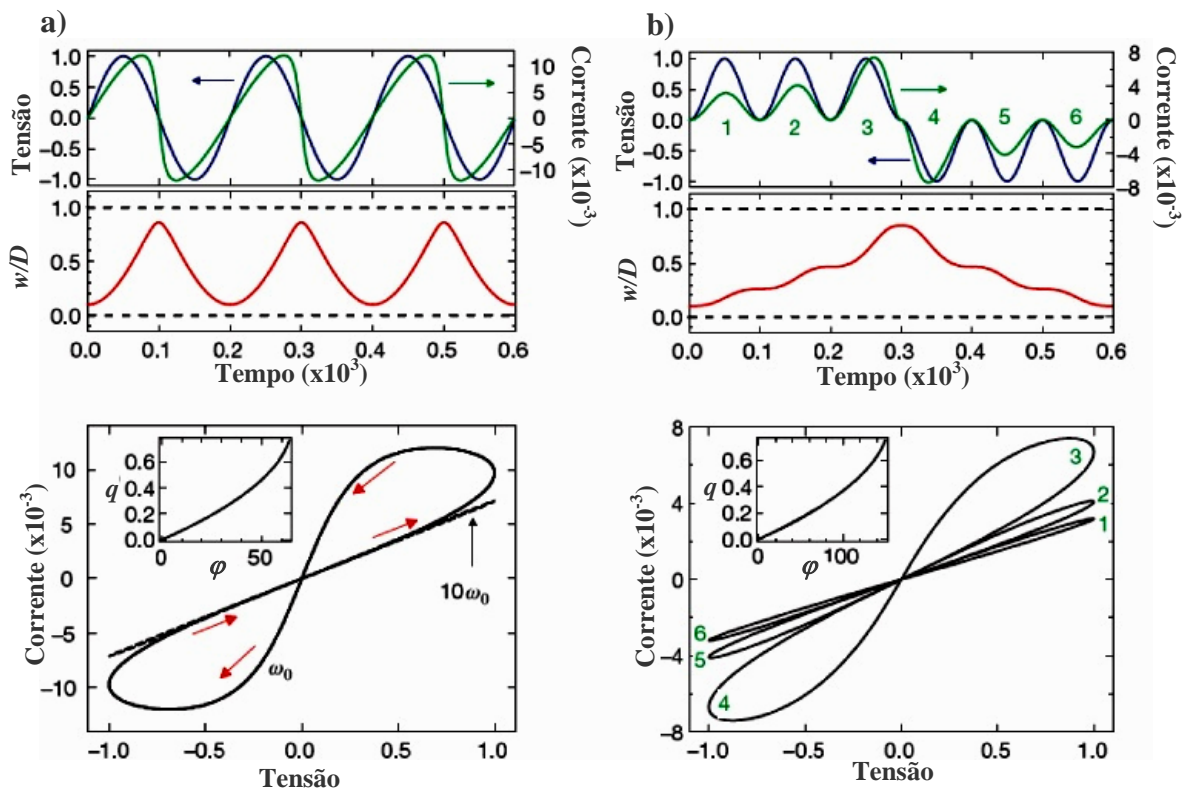 a)
1.0
0.5
0.0
−0.5
−1.0
Tensão
10
5
0
−5
−10
Corrente (x10⁻³)
1.0
0.5
0.0
w/D
0.0 0.1 0.2 0.3 0.4 0.5 0.6
Tempo (x10³)
10
5
0
−5
−10
Corrente (x10⁻³)
0.6
0.4
0.2
0.0
q
0 50
φ
10ω₀
ω₀
−1.0 −0.5 0.0 0.5 1.0
Tensão
b)
1.0
0.5
0.0
−0.5
−1.0
Tensão
1 2 3 4 5 6
8
4
0
−4
−8
Corrente (x10⁻³)
1.0
0.5
0.0
w/D
0.0 0.1 0.2 0.3 0.4 0.5 0.6
Tempo (x10³)
8
4
0
−4
−8
Corrente (x10⁻³)
0.6
0.4
0.2
0.0
q
0 100
φ
3
2
1
6
5
4
−1.0 −0.5 0.0 0.5 1.0
Tensão